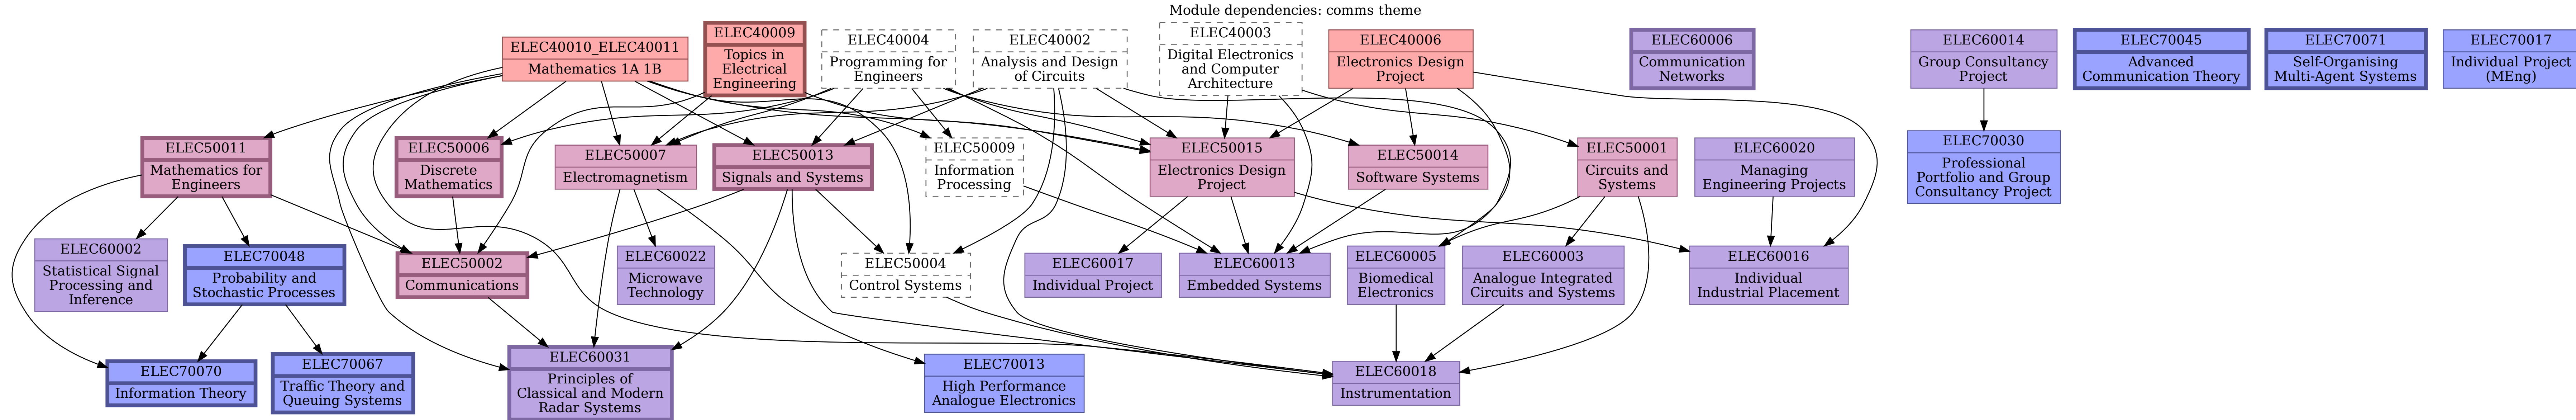 Module dependencies: comms theme
ELEC40010_ELEC40011
Mathematics 1A 1B
ELEC40009
Topics in
Electrical
Engineering
ELEC40004
Programming for
Engineers
ELEC40002
Analysis and Design
of Circuits
ELEC40003
Digital Electronics
and Computer
Architecture
ELEC40006
Electronics Design
Project
ELEC60006
Communication
Networks
ELEC60014
Group Consultancy
Project
ELEC70045
Advanced
Communication Theory
ELEC70071
Self-Organising
Multi-Agent Systems
ELEC70017
Individual Project
(MEng)
ELEC50011
Mathematics for
Engineers
ELEC50006
Discrete
Mathematics
ELEC50007
Electromagnetism
ELEC50013
Signals and Systems
ELEC50009
Information
Processing
ELEC50015
Electronics Design
Project
ELEC50014
Software Systems
ELEC50001
Circuits and
Systems
ELEC60020
Managing
Engineering Projects
ELEC70030
Professional
Portfolio and Group
Consultancy Project
ELEC60002
Statistical Signal
Processing and
Inference
ELEC70048
Probability and
Stochastic Processes
ELEC50002
Communications
ELEC60022
Microwave
Technology
ELEC50004
Control Systems
ELEC60017
Individual Project
ELEC60013
Embedded Systems
ELEC60005
Biomedical
Electronics
ELEC60003
Analogue Integrated
Circuits and Systems
ELEC60016
Individual
Industrial Placement
ELEC70070
Information Theory
ELEC70067
Traffic Theory and
Queuing Systems
ELEC60031
Principles of
Classical and Modern
Radar Systems
ELEC70013
High Performance
Analogue Electronics
ELEC60018
Instrumentation